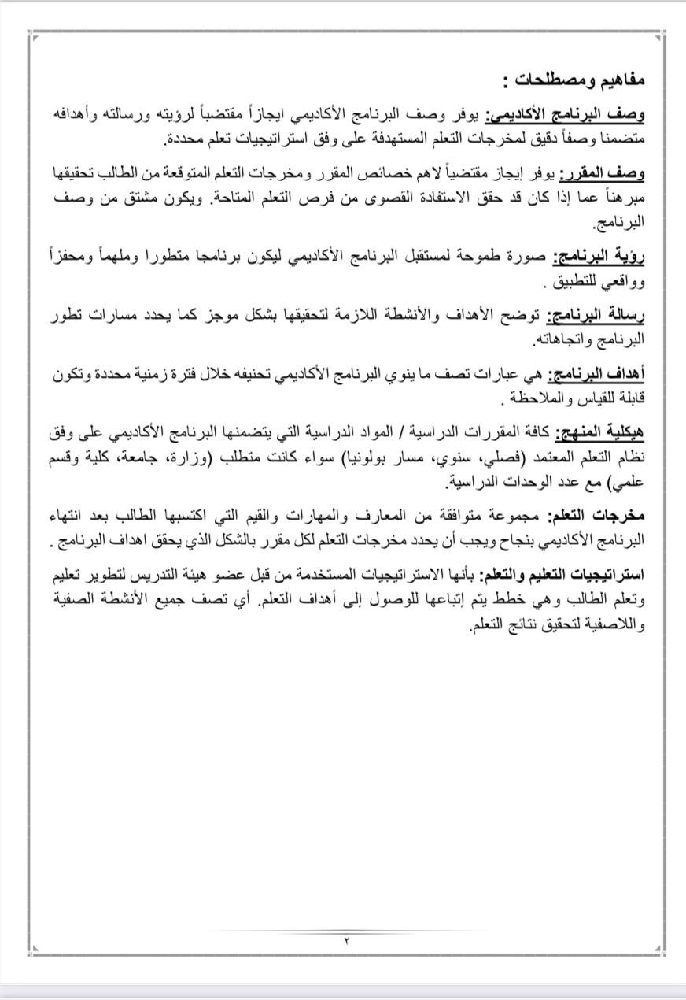 مفاهيم ومصطلحات :
وصف البرنامج الأكاديمي: يوفر وصف البرنامج الأكاديمي ايجازاً مقتضباً لرؤيته ورسالته وأهدافه
متضمنا وصفاً دقيق لمخرجات التعلم المستهدفة على وفق استراتيجيات تعلم محددة.
وصف المقرر: يوفر إيجاز مقتضياً لاهم خصائص المقرر ومخرجات التعلم المتوقعة من الطالب تحقيقها
مبرهناً عما إذا كان قد حقق الاستفادة القصوى من فرص التعلم المتاحة. ويكون مشتق من وصف
البرنامج.
رؤية البرنامج: صورة طموحة لمستقبل البرنامج الأكاديمي ليكون برنامجا متطورا وملهماً ومحفزاً
وواقعي للتطبيق .
رسالة البرنامج: توضح الأهداف والأنشطة اللازمة لتحقيقها بشكل موجز كما يحدد مسارات تطور
البرنامج واتجاهاته.
أهداف البرنامج: هي عبارات تصف ما ينوي البرنامج الأكاديمي تحنيفه خلال فترة زمنية محددة وتكون
قابلة للقياس والملاحظة .
هيكلية المنهج: كافة المقررات الدراسية / المواد الدراسية التي يتضمنها البرنامج الأكاديمي على وفق
نظام التعلم المعتمد (فصلي، سنوي، مسار بولونيا) سواء كانت متطلب (وزارة، جامعة، كلية وقسم
علمي) مع عدد الوحدات الدراسية.
مخرجات التعلم: مجموعة متوافقة من المعارف والمهارات والقيم التي اكتسبها الطالب بعد انتهاء
البرنامج الأكاديمي بنجاح ويجب أن يحدد مخرجات التعلم لكل مقرر بالشكل الذي يحقق اهداف البرنامج .
استراتيجيات التعليم والتعلم: بأنها الاستراتيجيات المستخدمة من قبل عضو هيئة التدريس لتطوير تعليم
وتعلم الطالب وهي خطط يتم إتباعها للوصول إلى أهداف التعلم. أي تصف جميع الأنشطة الصفية
واللاصفية لتحقيق نتائج التعلم.
٢